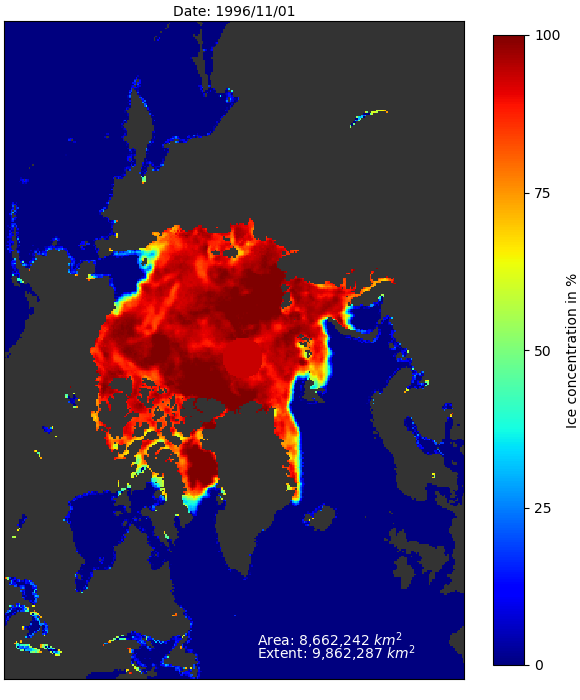 Date: 1996/11/01
100
75
50
25
0
Ice concentration in %
Area: 8,662,242 km²
Extent: 9,862,287 km²